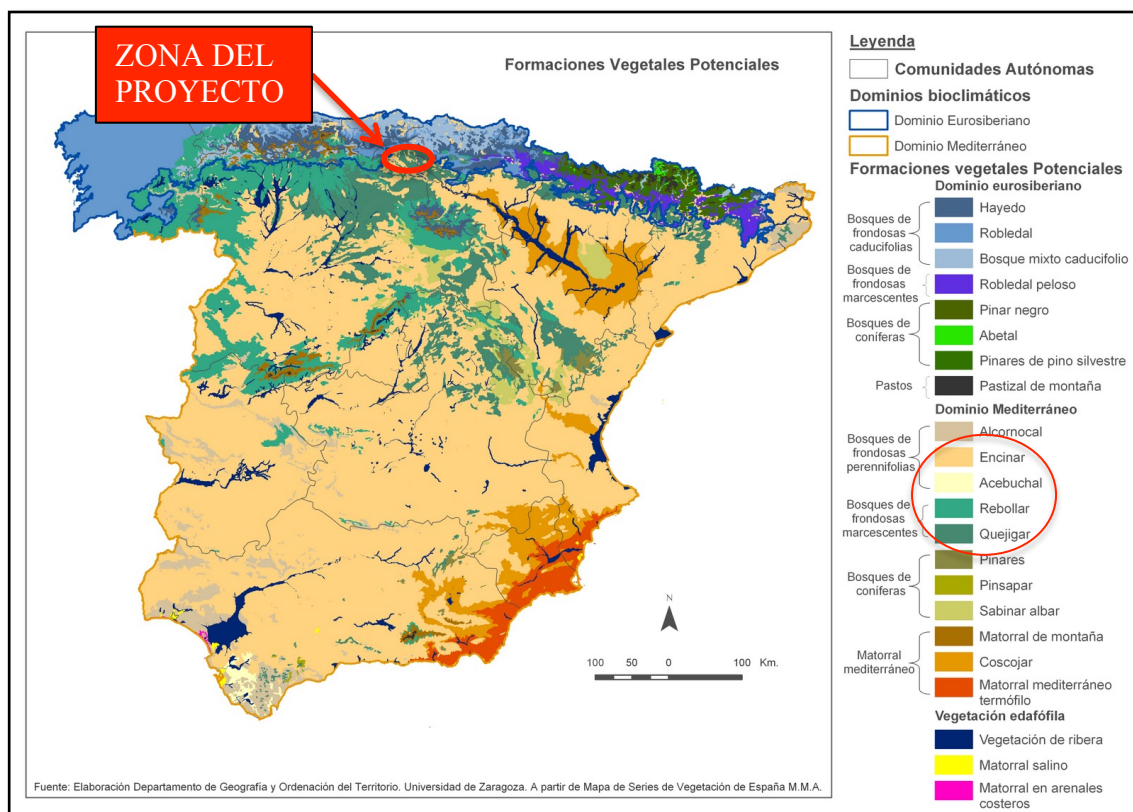 ZONA DEL
PROYECTO
Formaciones Vegetales Potenciales
Leyenda
Comunidades Autónomas
Dominios bioclimáticos
Dominio Eurosiberiano
Dominio Mediterráneo
Formaciones vegetales Potenciales
Dominio eurosiberiano
Bosques de
frondosas
caducifolias
Hayedo
Robledal
Bosque mixto caducifolio
Bosques de
frondosas
marcescentes
Robledal peloso
Bosques de
coníferas
Pinar negro
Abetal
Pinares de pino silvestre
Pastos
Pastizal de montaña
Dominio Mediterráneo
Bosques de
frondosas
perennifolias
Alcornocal
Encinar
Acebuchal
Bosques de
frondosas
marcescentes
Rebollar
Quejigar
Bosques de
coníferas
Pinares
Pinsapar
Sabinar albar
Matorral
mediterráneo
Matorral de montaña
Coscojar
Matorral mediterráneo
termófilo
Vegetación edafófila
Vegetación de ribera
Matorral salino
Matorral en arenales
costeros
N
100 50 0 100 Km.
Fuente: Elaboración Departamento de Geografía y Ordenación del Territorio. Universidad de Zaragoza. A partir de Mapa de Series de Vegetación de España M.M.A.